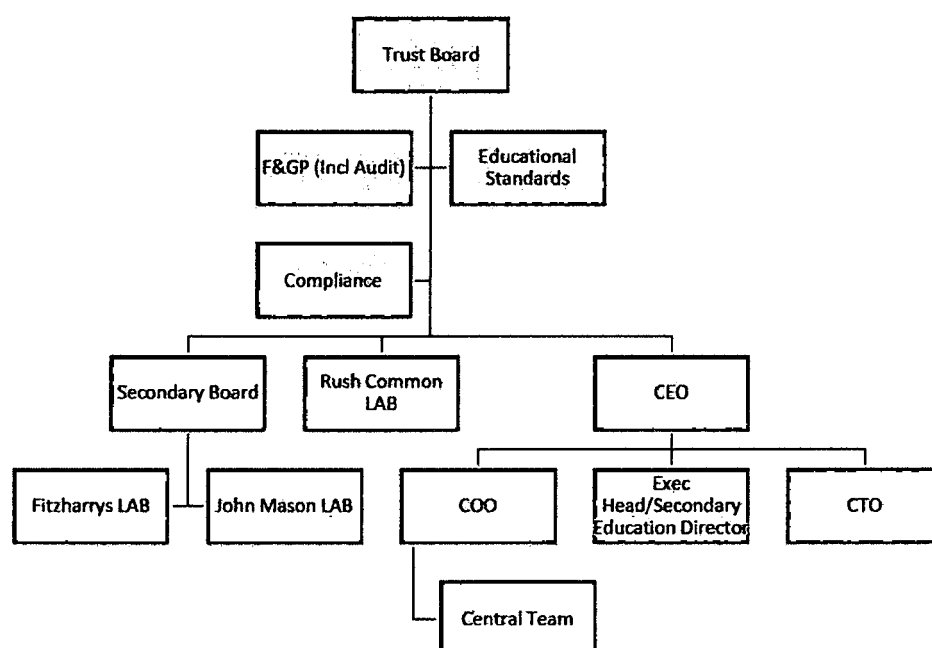 Trust Board
F&GP (Incl Audit)
Educational
Standards
Compliance
Secondary Board
Rush Common
LAB
CEO
Fitzharrys LAB
John Mason LAB
COO
Exec
Head/Secondary
Education Director
CTO
Central Team